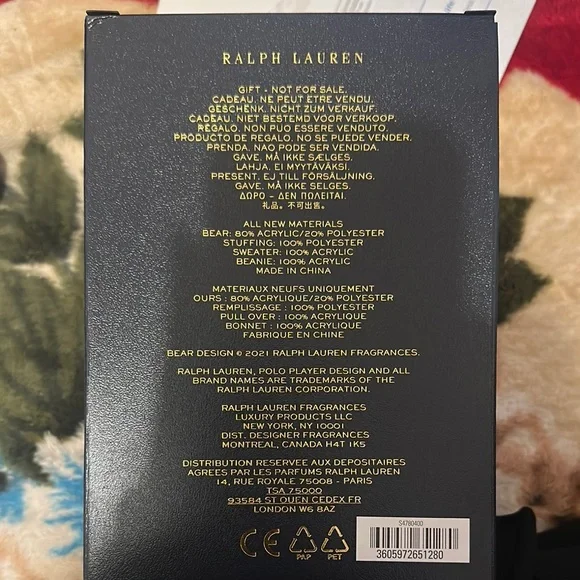 RALPH LAUREN
GIFT - NOT FOR SALE.
CADEAU. NE PEUT ETRE VENDU.
GESCHENK. NICHT ZUM VERKAUF.
CADEAU. NIET BESTEMD VOOR VERKOOP.
REGALO. NON PUO ESSERE VENDUTO.
PRODUCTO DE REGALO. NO SE PUEDE VENDER.
PRENDA. NAO PODE SER VENDIDA.
GAVE. MÅ IKKE SÆLGES.
LAHJA. EI MYYTÄVÄKSI.
PRESENT. EJ TILL FÖRSÄLJNING.
GAVE. MÅ IKKE SELGES.
ΔΩΡΟ - ΔΕΝ ΠΩΛΕΙΤΑΙ.
礼品。不可出售。
ALL NEW MATERIALS
BEAR: 80% ACRYLIC/20% POLYESTER
STUFFING: 100% POLYESTER
SWEATER: 100% ACRYLIC
BEANIE: 100% ACRYLIC
MADE IN CHINA
MATERIAUX NEUFS UNIQUEMENT
OURS : 80% ACRYLIQUE/20% POLYESTER
REMPLISSAGE : 100% POLYESTER
PULL OVER : 100% ACRYLIQUE
BONNET : 100% ACRYLIQUE
FABRIQUE EN CHINE
BEAR DESIGN © 2021 RALPH LAUREN FRAGRANCES.
RALPH LAUREN, POLO PLAYER DESIGN AND ALL
BRAND NAMES ARE TRADEMARKS OF THE
RALPH LAUREN CORPORATION.
RALPH LAUREN FRAGRANCES
LUXURY PRODUCTS LLC
NEW YORK, NY 10001
DIST. DESIGNER FRAGRANCES
MONTREAL, CANADA H4T 1K5
DISTRIBUTION RESERVEE AUX DEPOSITAIRES
AGREES PAR LES PARFUMS RALPH LAUREN
14, RUE ROYALE 75008 - PARIS
TSA 75000
93584 ST OUEN CEDEX FR
LONDON W6 8AZ
CE
PAP
PET
S4780400
3605972651280